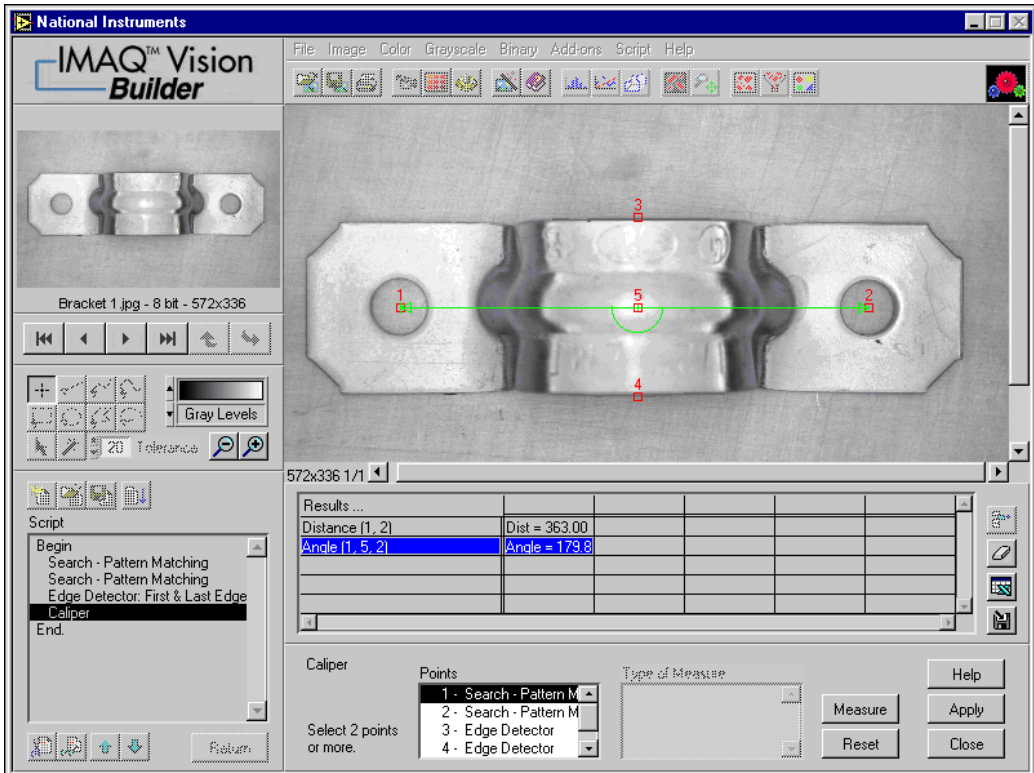 National Instruments
IMAQ™ Vision
Builder
File Image Color Grayscale Binary Add-ons Script Help
Bracket 1.jpg - 8 bit - 572x336
3
1
5
2
4
Gray Levels
20 Tolerance
572x336 1/1
Results ...
Distance (1, 2) Dist = 363.00
Angle (1, 5, 2) Angle = 179.8
Script
Begin
Search - Pattern Matching
Search - Pattern Matching
Edge Detector: First & Last Edge
Caliper
End.
Return
Caliper
Select 2 points
or more.
Points
1 - Search - Pattern M
2 - Search - Pattern M
3 - Edge Detector
4 - Edge Detector
Type of Measure
Measure
Reset
Help
Apply
Close